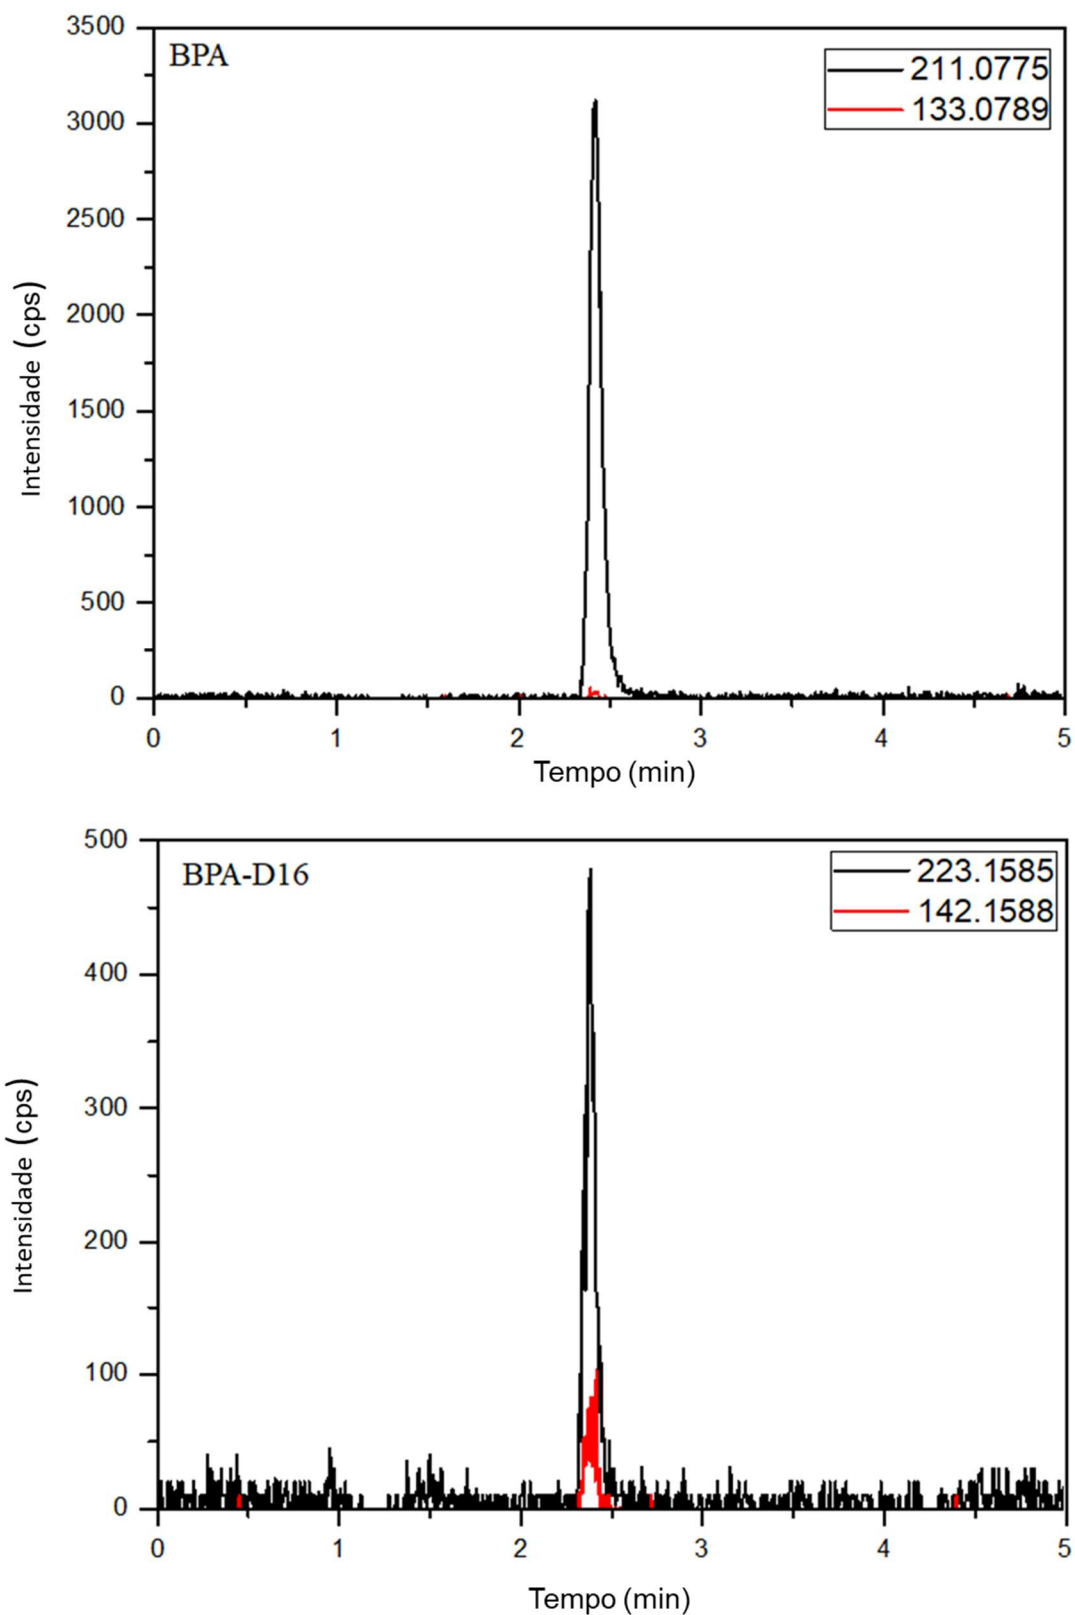 BPA
211.0775
133.0789
3500
3000
2500
2000
1500
1000
500
0
Intensidade (cps)
0 1 2 3 4 5
Tempo (min)
BPA-D16
223.1585
142.1588
500
400
300
200
100
0
Intensidade (cps)
0 1 2 3 4 5
Tempo (min)